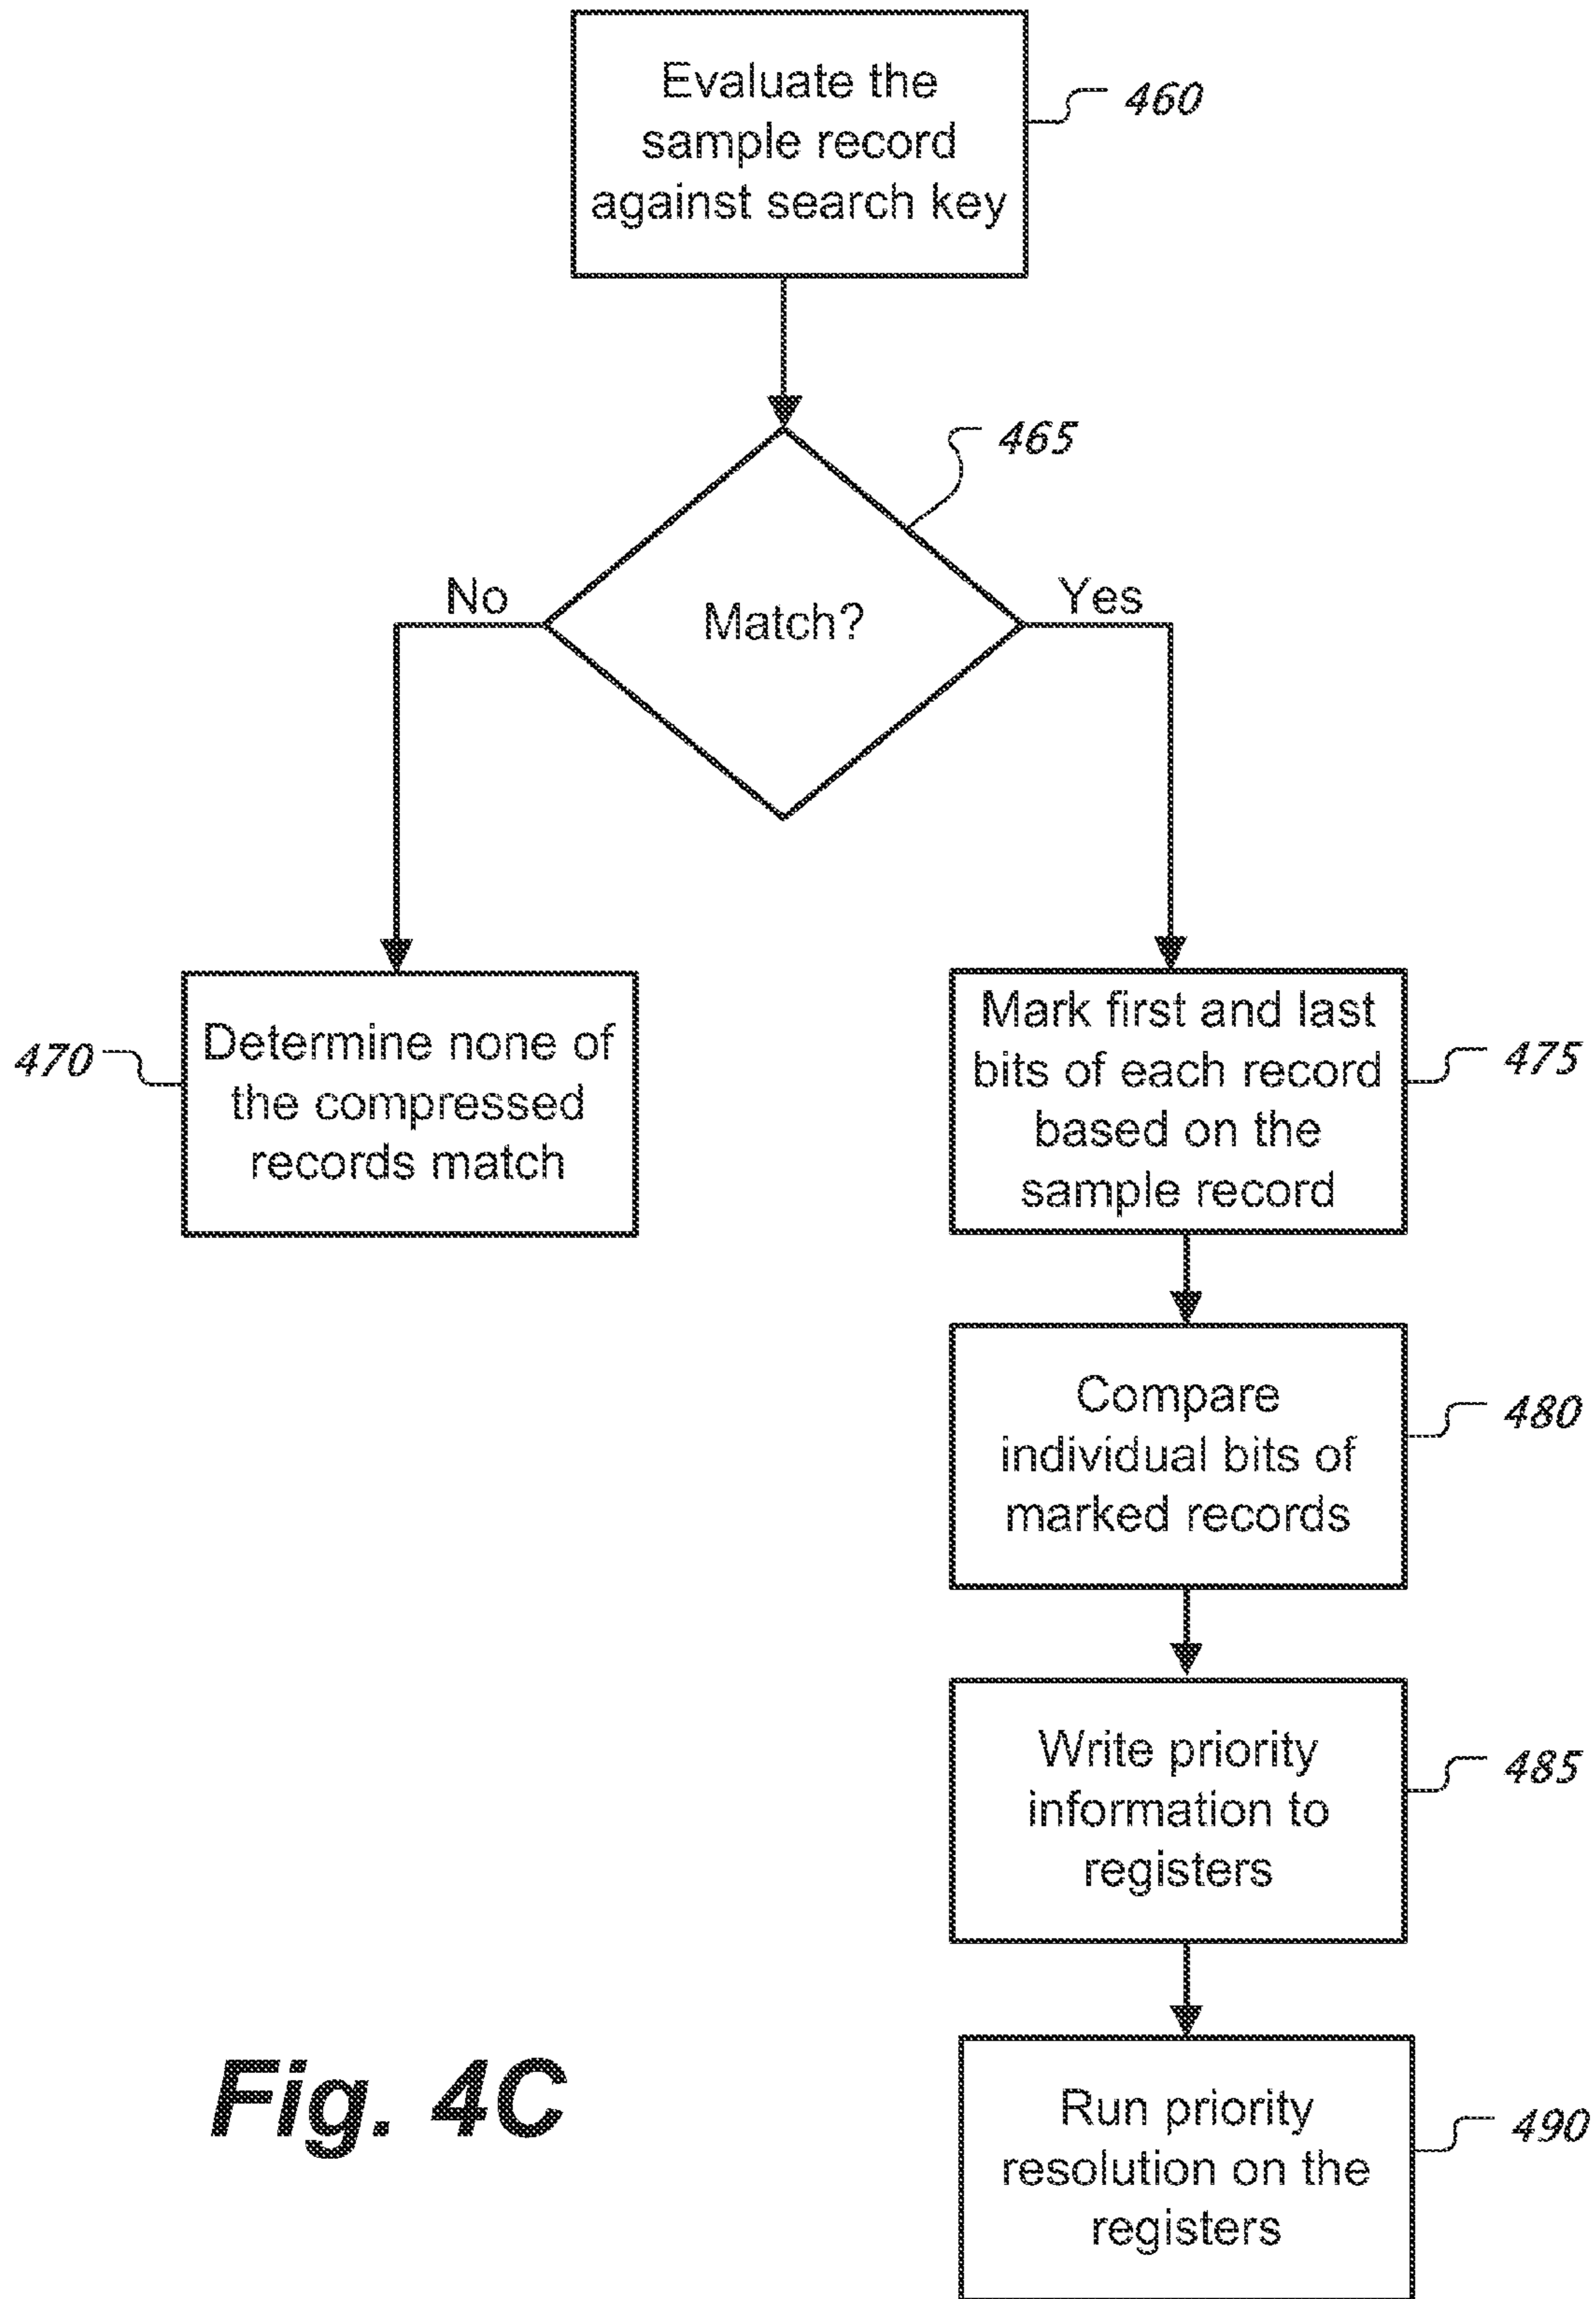 Evaluate the
sample record
against search key
460
465
No
Match?
Yes
470
Determine none of
the compressed
records match
Mark first and last
bits of each record
based on the
sample record
475
Compare
individual bits of
marked records
480
Write priority
information to
registers
485
Run priority
resolution on the
registers
490
Fig. 4C